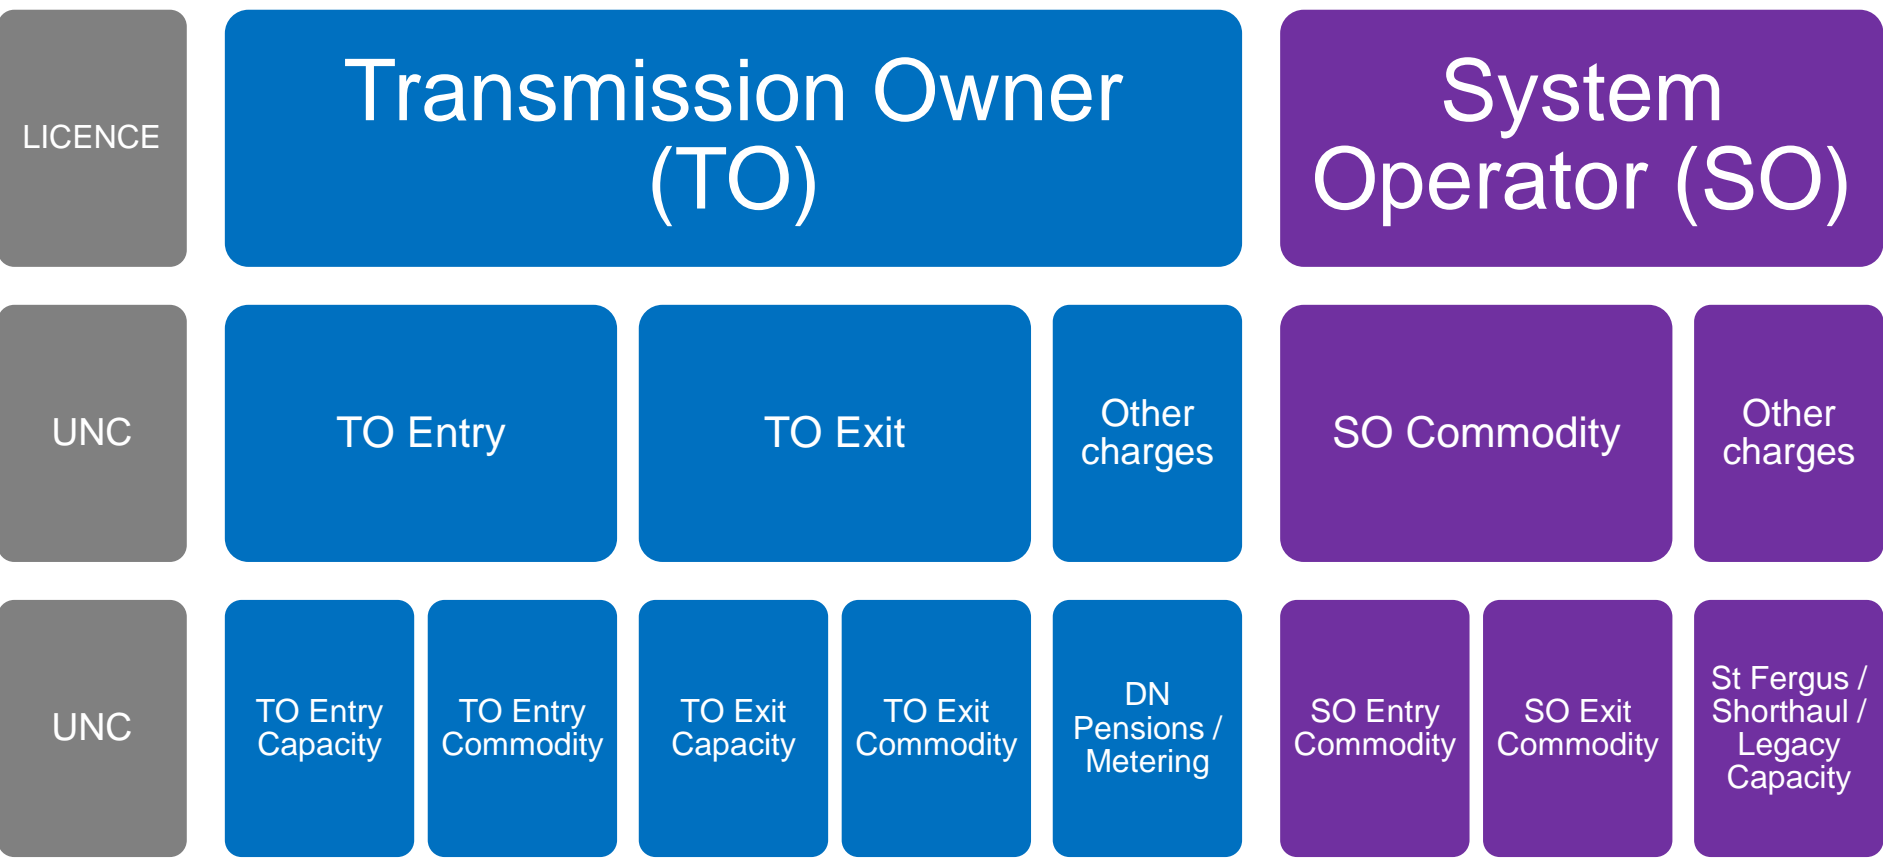 LICENCE
Transmission Owner
(TO)
System
Operator (SO)
UNC
TO Entry
TO Exit
Other
charges
SO Commodity
Other
charges
UNC
TO Entry
Capacity
TO Entry
Commodity
TO Exit
Capacity
TO Exit
Commodity
DN
Pensions /
Metering
SO Entry
Commodity
SO Exit
Commodity
St Fergus /
Shorthaul /
Legacy
Capacity